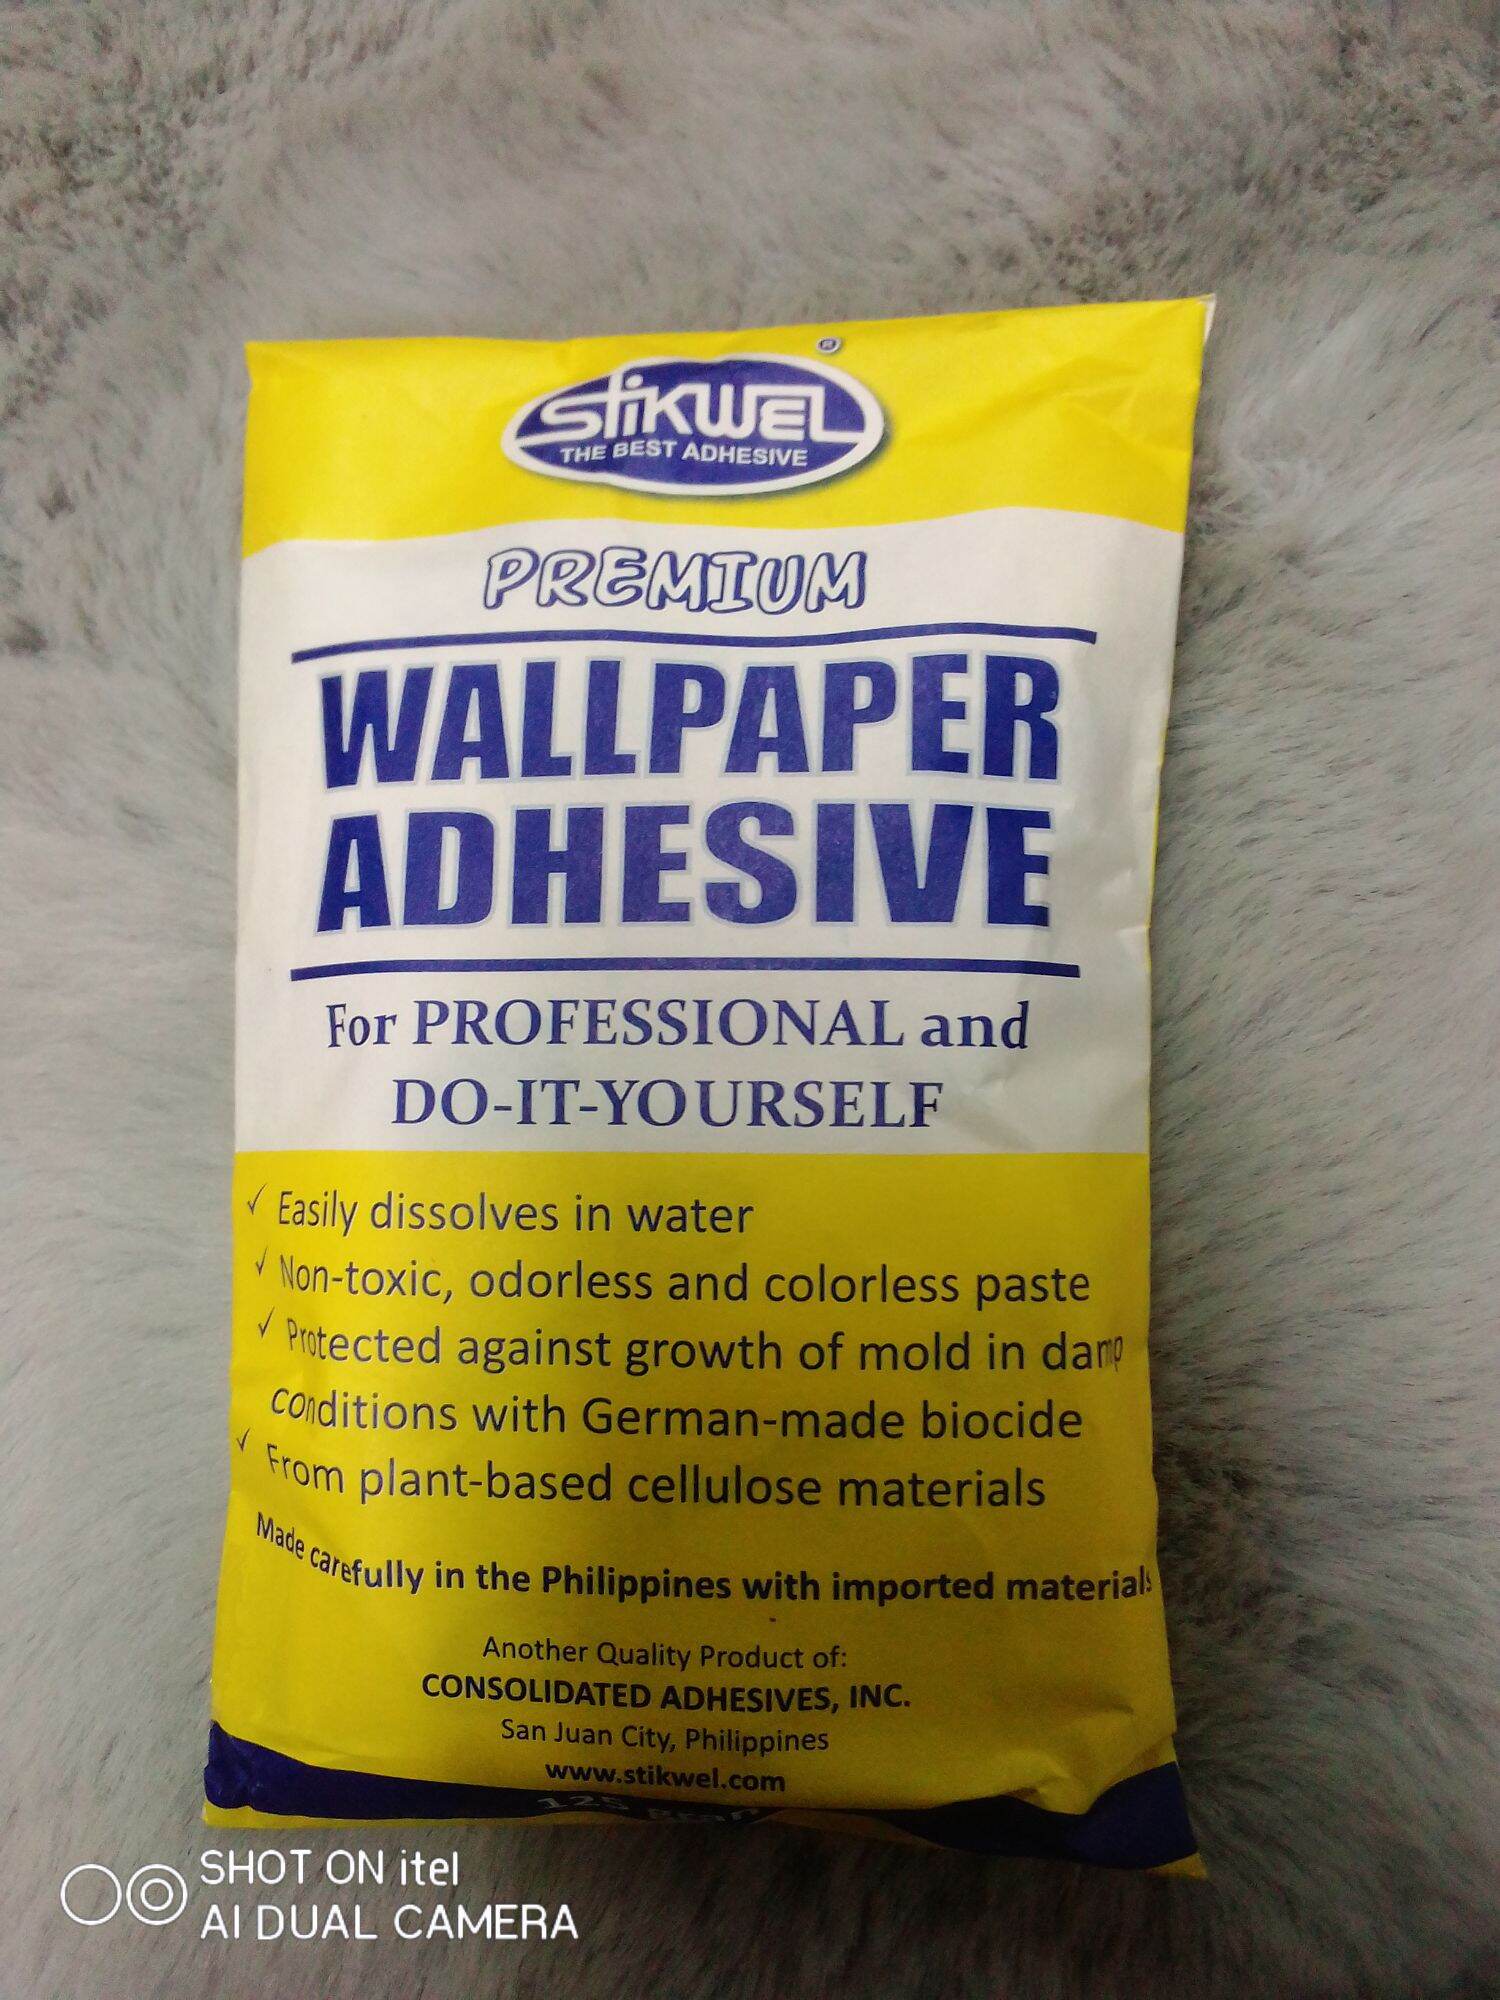 STIKWEL ®
THE BEST ADHESIVE
PREMIUM
WALLPAPER
ADHESIVE
For PROFESSIONAL and
DO-IT-YOURSELF
✓ Easily dissolves in water
✓ Non-toxic, odorless and colorless paste
✓ Protected against growth of mold in damp
conditions with German-made biocide
✓ From plant-based cellulose materials
Made carefully in the Philippines with imported materials
Another Quality Product of:
CONSOLIDATED ADHESIVES, INC.
San Juan City, Philippines
www.stikwel.com
125
SHOT ON itel
AI DUAL CAMERA